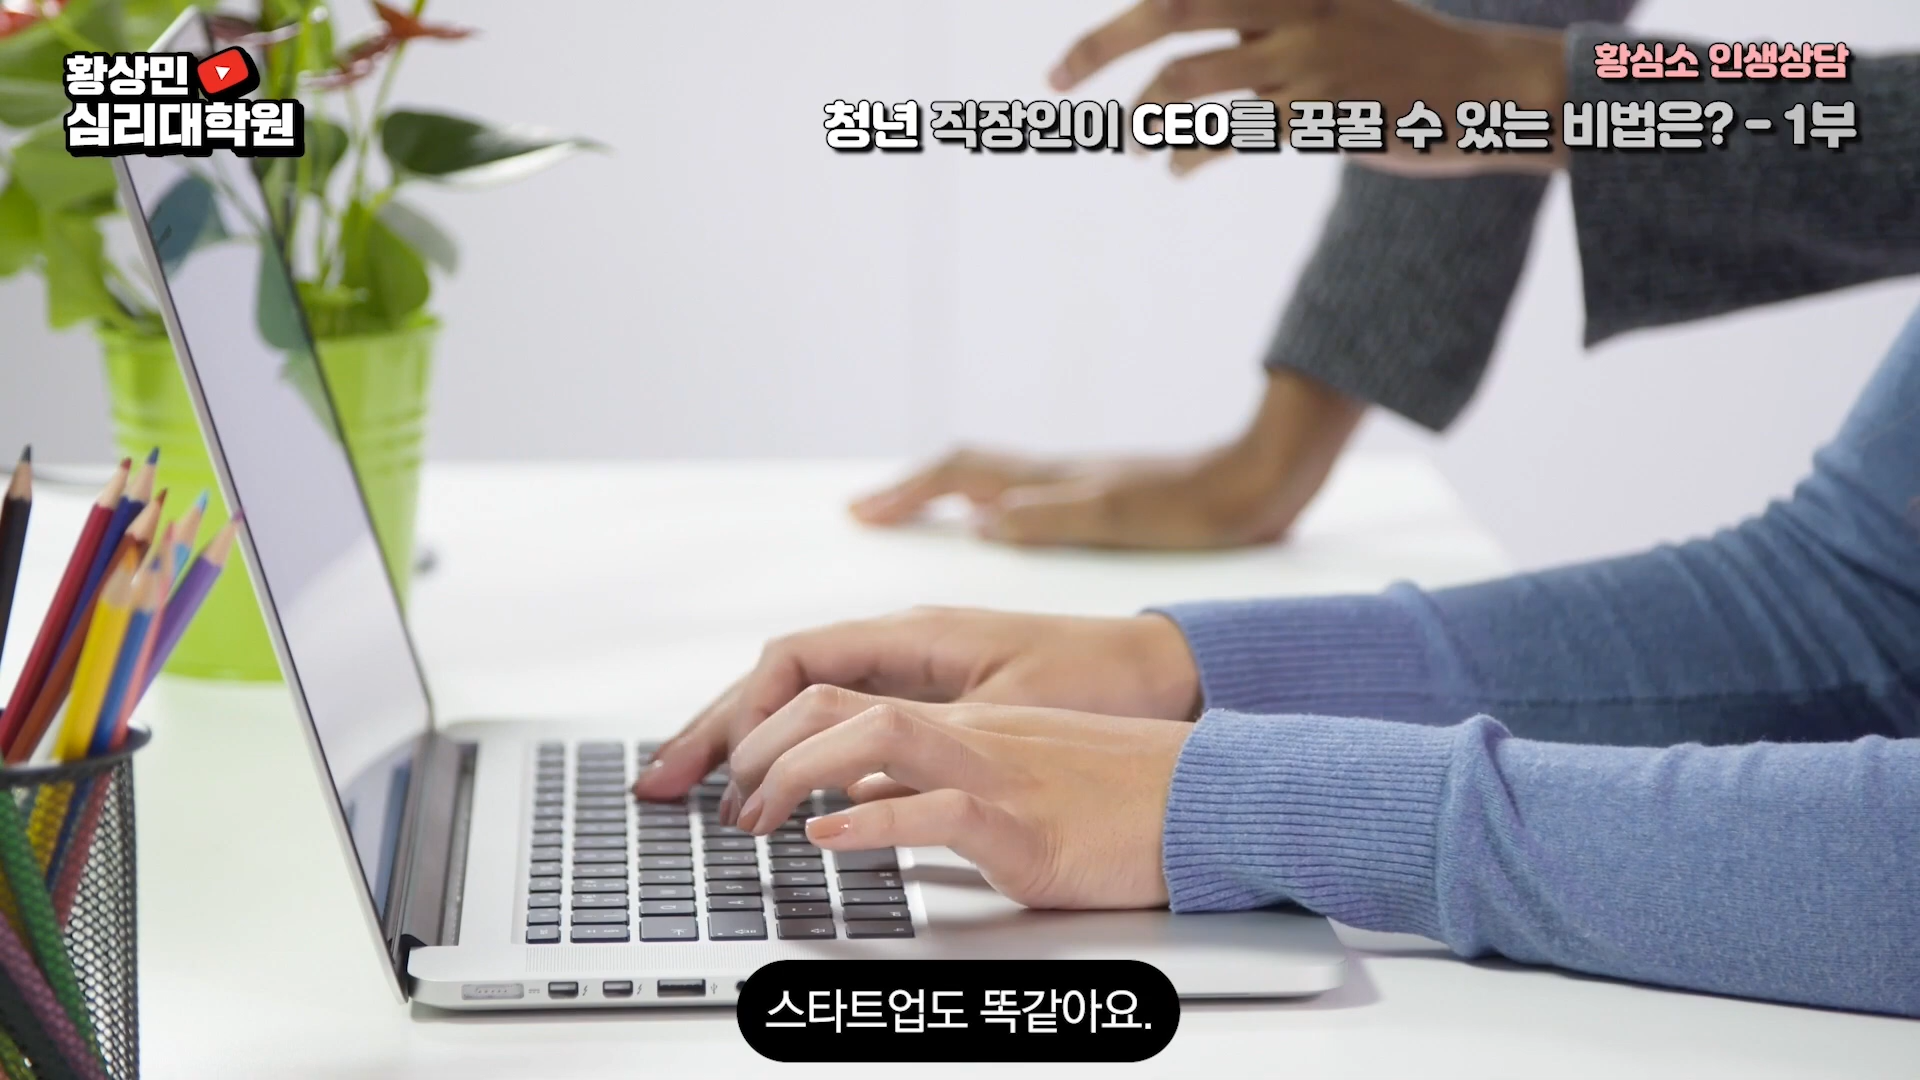 황상민
심리대학원
황심소 인생상담
청년 직장인이 CEO를 꿈꿀 수 있는 비법은? - 1부
스타트업도 똑같아요.